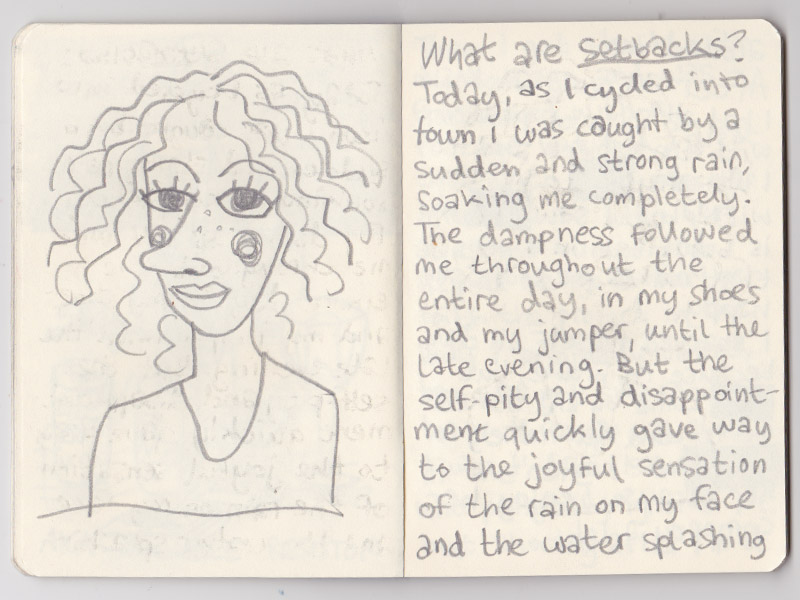 What are setbacks?
Today, as I cycled into
town I was caught by a
sudden and strong rain,
soaking me completely.
The dampness followed
me throughout the
entire day, in my shoes
and my jumper, until the
late evening. But the
self-pity and disappoint-
ment quickly gave way
to the joyful sensation
of the rain on my face
and the water splashing